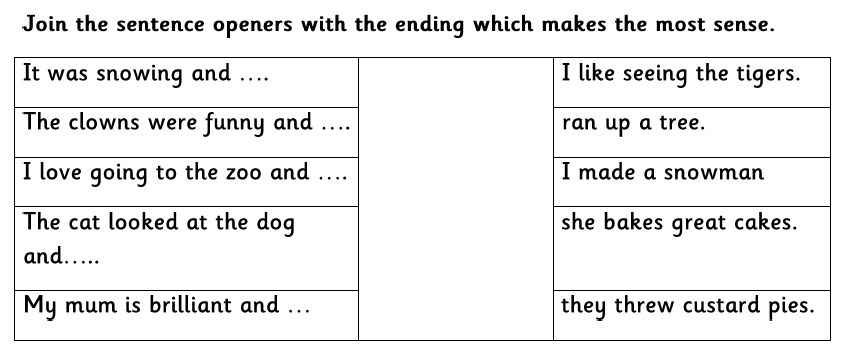 Join the sentence openers with the ending which makes the most sense.
It was snowing and ….
I like seeing the tigers.
The clowns were funny and ….
ran up a tree.
I love going to the zoo and ….
I made a snowman
The cat looked at the dog
and…..
she bakes great cakes.
My mum is brilliant and …
they threw custard pies.